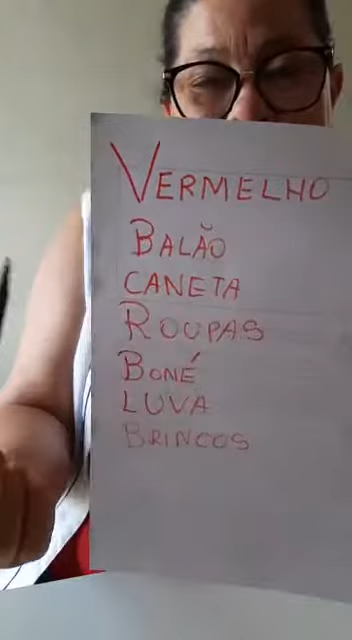 VERMELHO
BALÃO
CANETA
ROUPAS
BONÉ
LUVA
BRINCOS